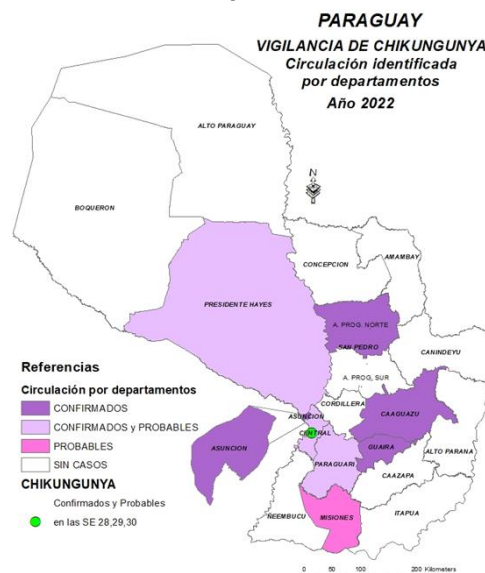 PARAGUAY
VIGILANCIA DE CHIKUNGUNYA
Circulación identificada
por departamentos
Año 2022
ALTO PARAGUAY
N
BOQUERON
CONCEPCION
AMAMBAY
PRESIDENTE HAYES
A. PROG. NORTE
SAN PEDRO
CANINDEYU
A. PROG, SUR
Referencias
Circulación por departamentos
CONFIRMADOS
CONFIRMADOS y PROBABLES
PROBABLES
SIN CASOS
CHIKUNGUNYA
Confirmados y Probables
en las SE 28,29,30
ASUNCION
CORDILLERA
CAAGUAZU
CENTRAL
ASUNCION
GUAIRA
ALTO PARANA
PARAGUARI
CAAZAPA
ÑEEMBUCU
MISIONES
ITAPUA
0 50 100 200 Kilometers